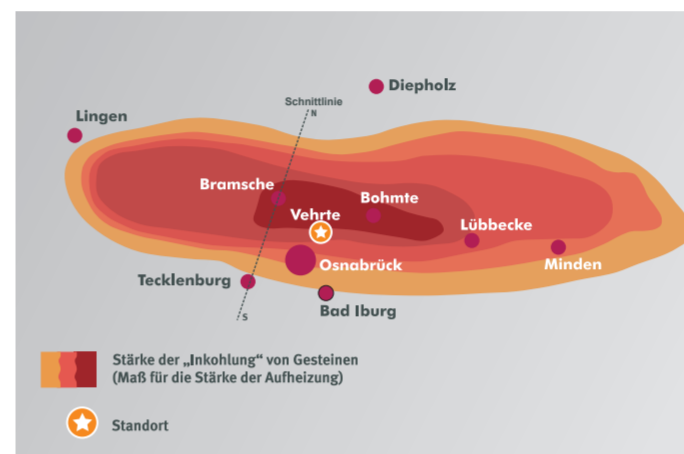 Diepholz
Schnittlinie
N
Lingen
Bramsche
Bohmte
Vehrte
Lübbecke
Osnabrück
Minden
Tecklenburg
Bad Iburg
S
Stärke der „Inkohlung“ von Gesteinen
(Maß für die Stärke der Aufheizung)
Standort